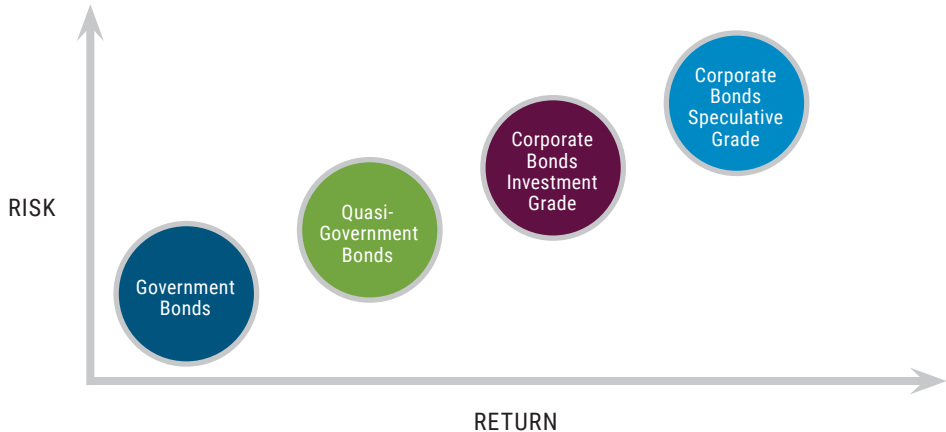 Corporate
Bonds
Speculative
Grade
Corporate
Bonds
Investment
Grade
RISK
Quasi-
Government
Bonds
Government
Bonds
RETURN